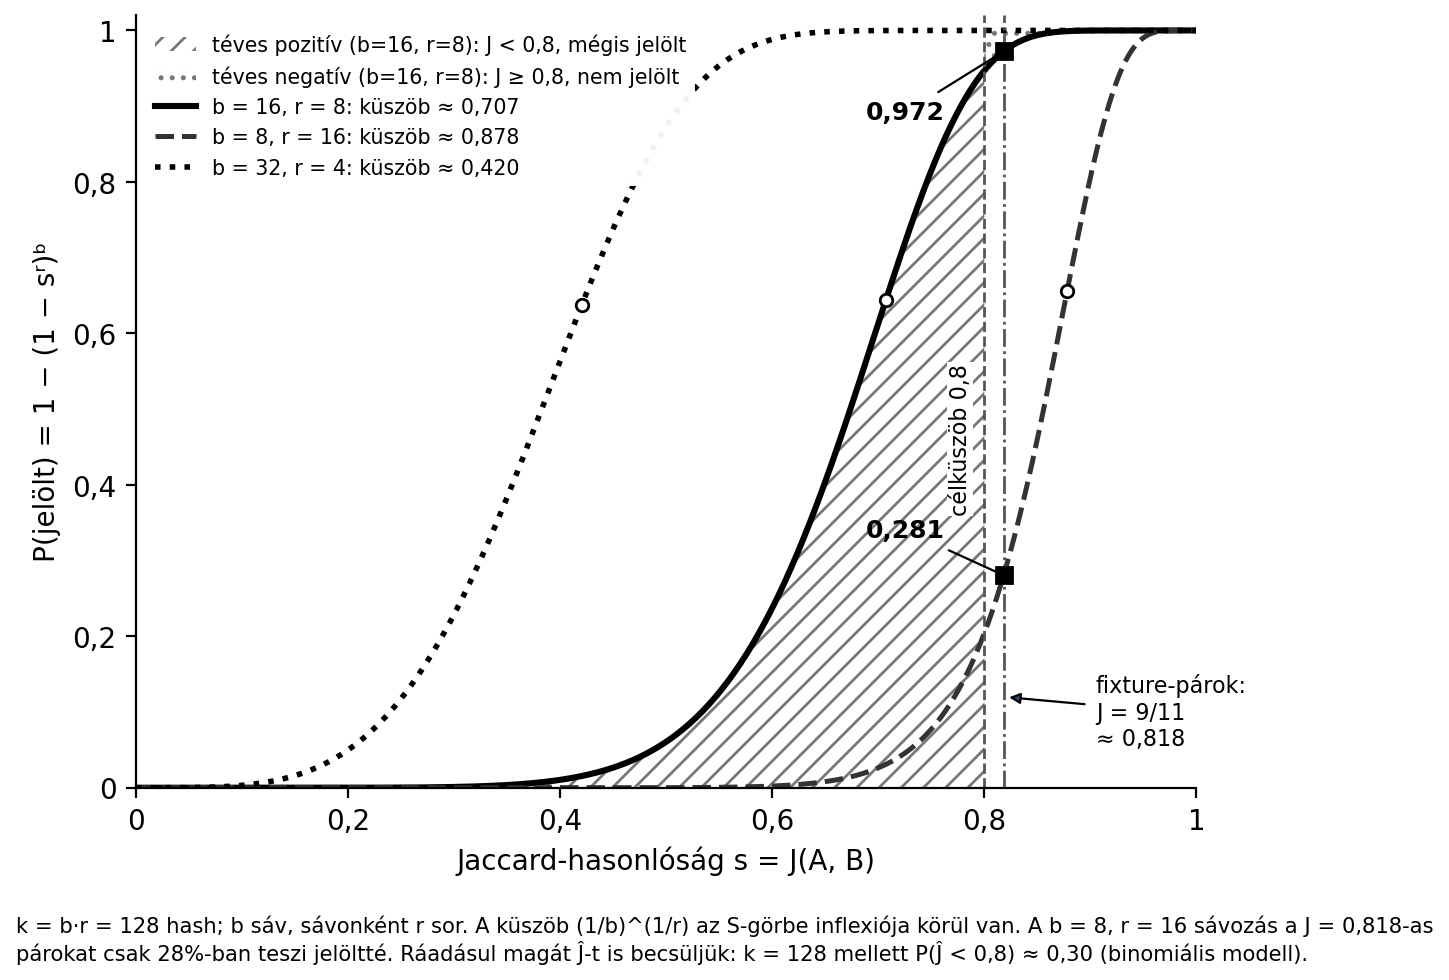 téves pozitív (b=16, r=8): J < 0,8, mégis jelölt
téves negatív (b=16, r=8): J ≥ 0,8, nem jelölt
b = 16, r = 8: küszöb ≈ 0,707
b = 8, r = 16: küszöb ≈ 0,878
b = 32, r = 4: küszöb ≈ 0,420
1
0,8
0,6
0,4
0,2
0
P(jelölt) = 1 − (1 − sʳ)ᵇ
0,972
célküszöb 0,8
0,281
fixture-párok:
J = 9/11
≈ 0,818
0
0,2
0,4
0,6
0,8
1
Jaccard-hasonlóság s = J(A, B)
k = b·r = 128 hash; b sáv, sávonként r sor. A küszöb (1/b)^(1/r) az S-görbe inflexiója körül van. A b = 8, r = 16 sávozás a J = 0,818-as
párokat csak 28%-ban teszi jelöltté. Ráadásul magát Ĵ-t is becsüljük: k = 128 mellett P(Ĵ < 0,8) ≈ 0,30 (binomiális modell).